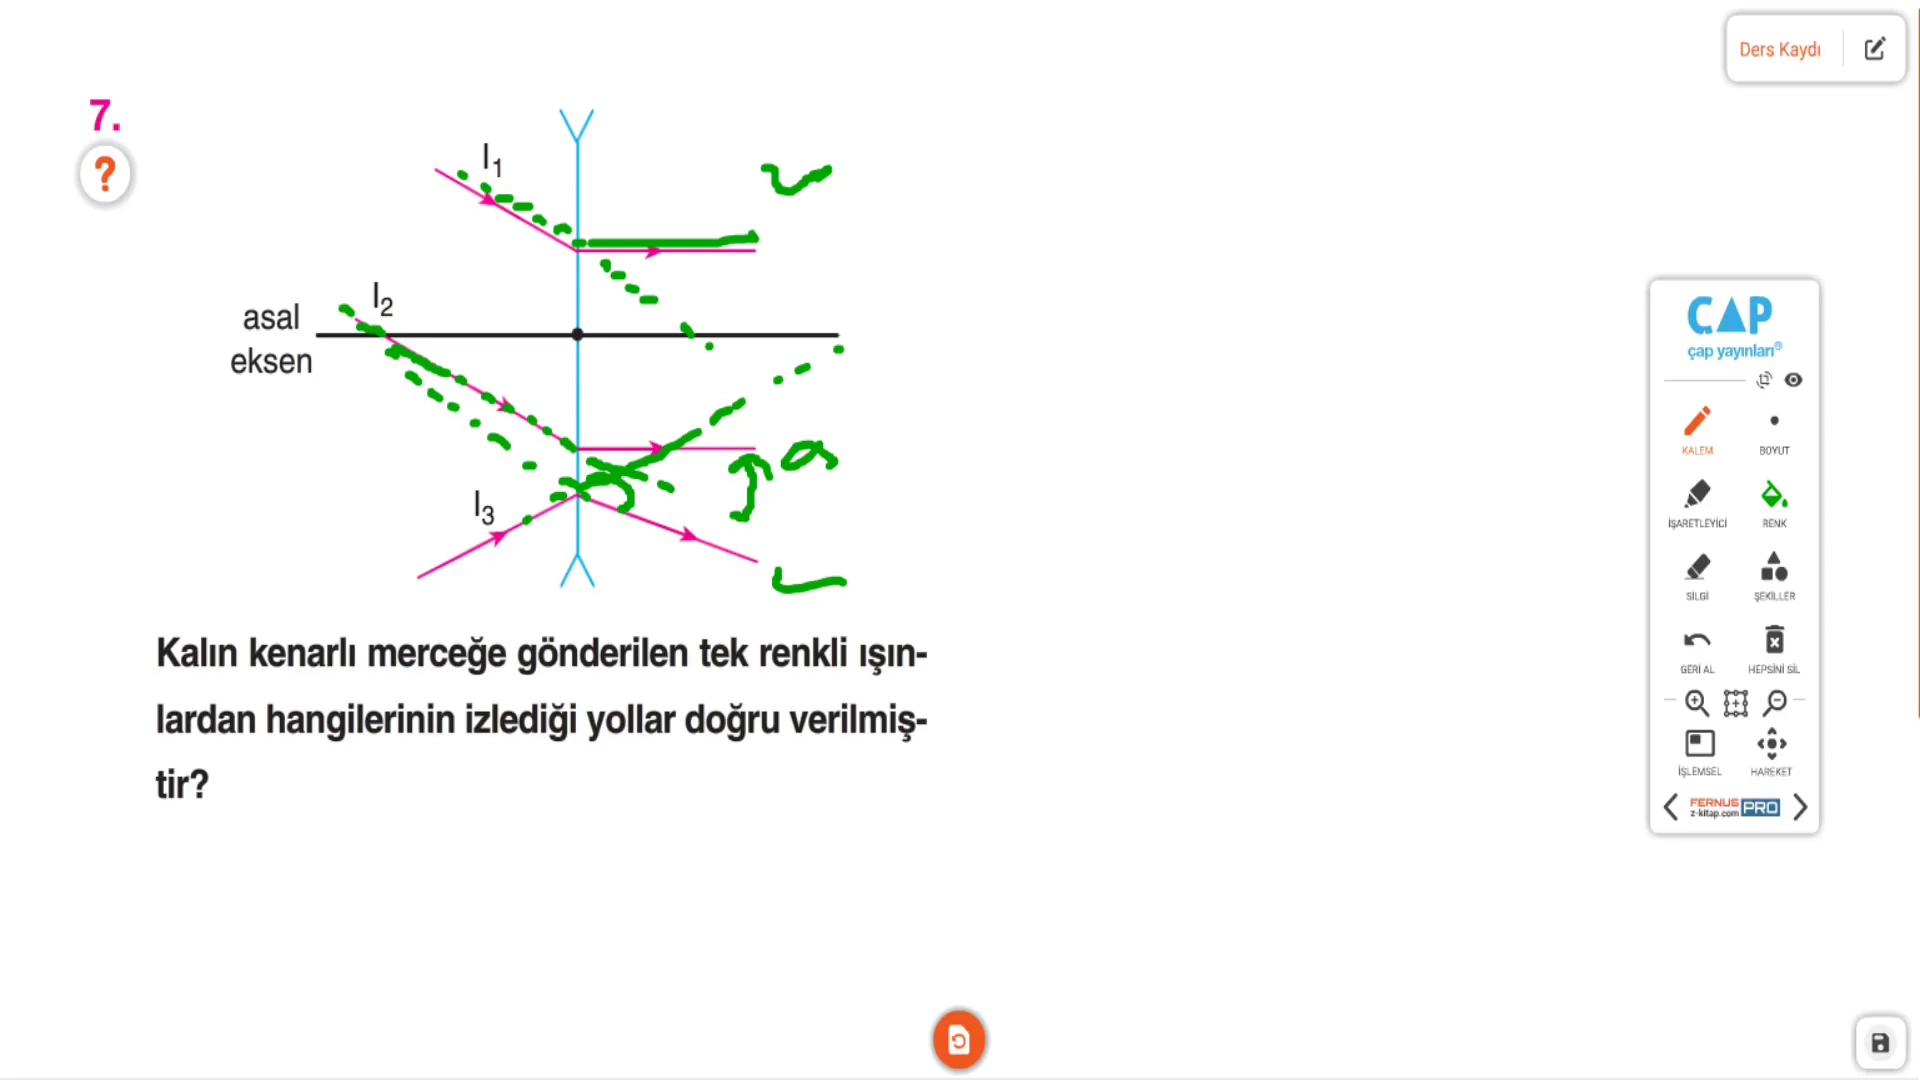 Ders Kaydı
7.
?
I1
I2
asal
eksen
I3
Kalın kenarlı merceğe gönderilen tek renkli ışın-
lardan hangilerinin izlediği yollar doğru verilmiş-
tir?
ÇAP
çap yayınları®
KALEM
BOYUT
İŞARETLEYİCİ
RENK
SİLGİ
ŞEKİLLER
GERİ AL
HEPSİNİ SİL
İŞLEMSEL
HAREKET
FERNUS PRO
z-kitap.com